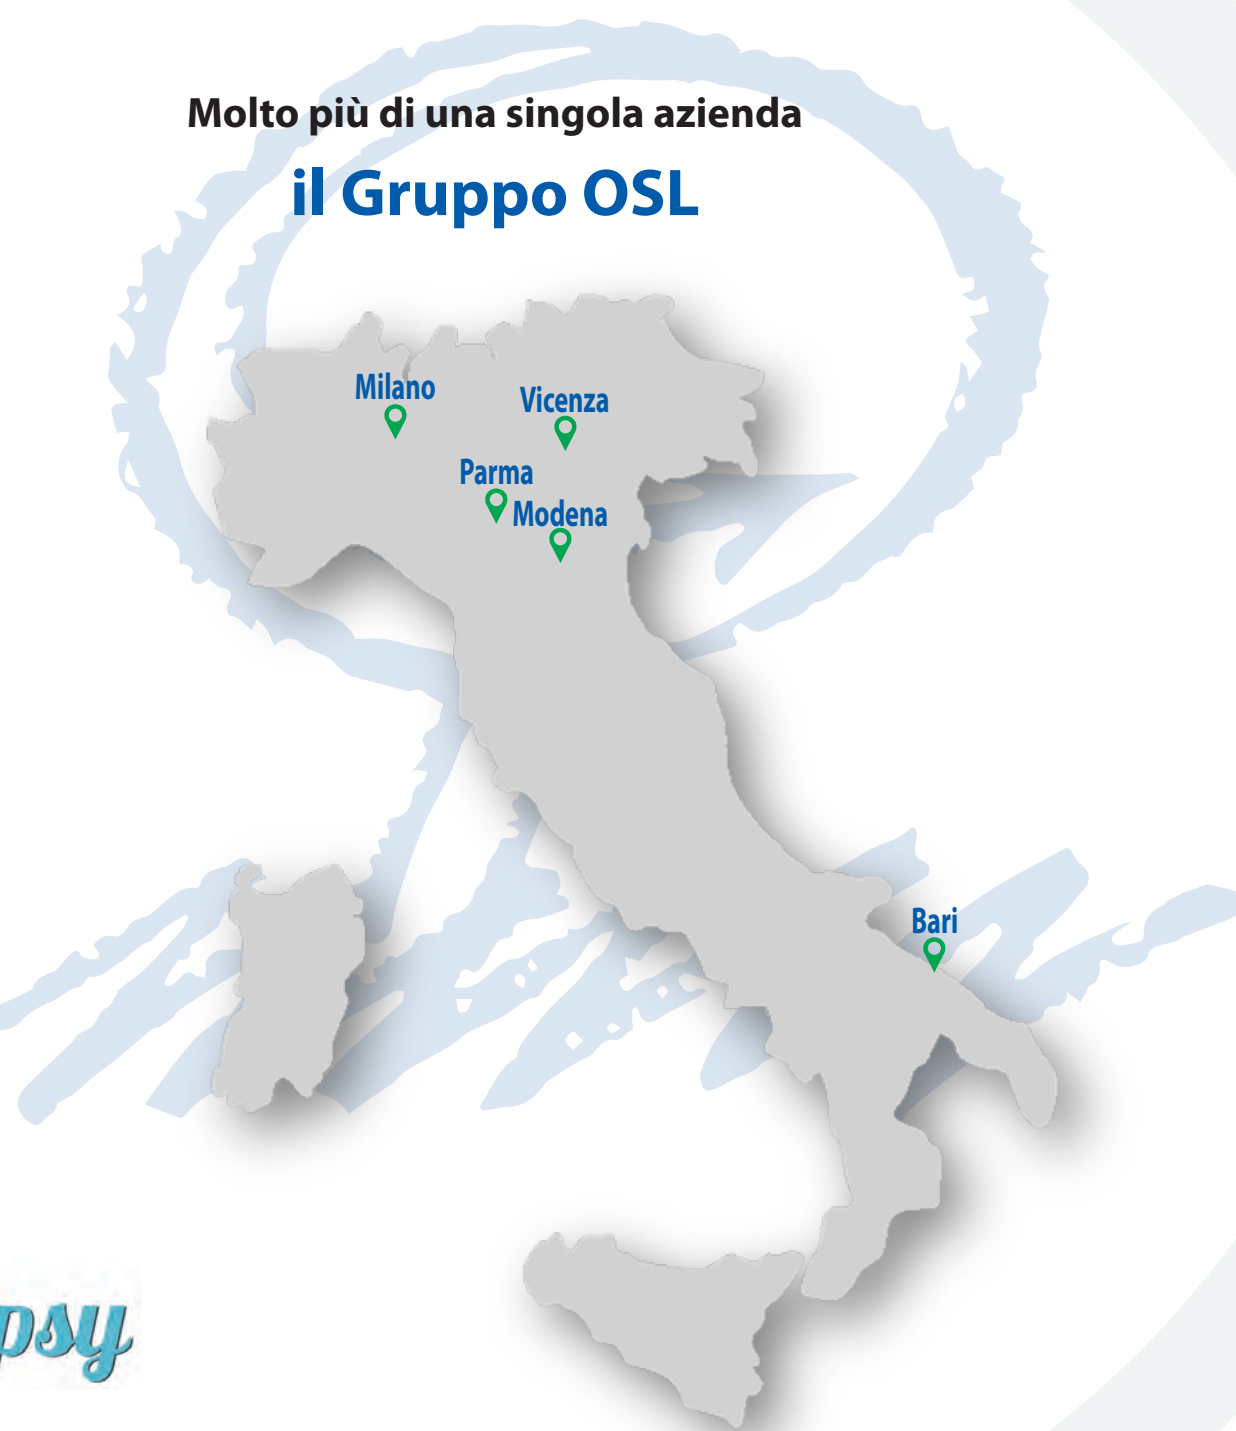 Molto più di una singola azienda
il Gruppo OSL
Milano
Vicenza
Parma
Modena
Bari
psy